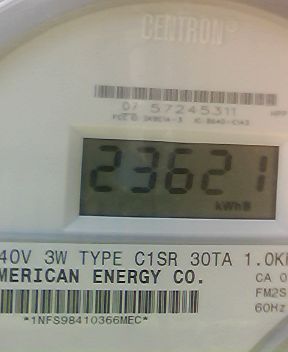 CENTRON®
07 57245311
23621
kWh
40V 3W TYPE C1SR 30TA 1.0K
MERICAN ENERGY CO.
CA 0
FM2S
60Hz
*1NFS98410366MEC*